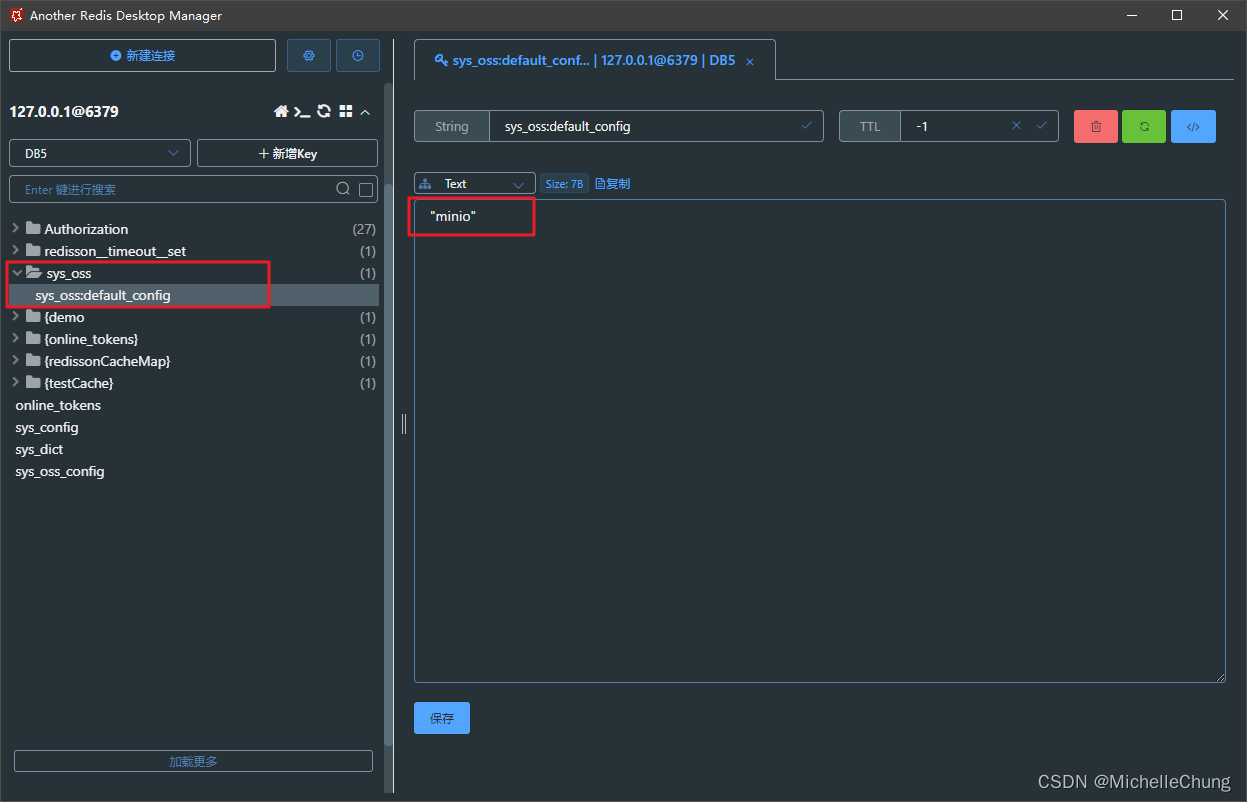 Another Redis Desktop Manager
新建连接
127.0.0.1@6379
DB5
新增Key
Enter 键进行搜索
Authorization (27)
redisson__timeout__set (1)
sys_oss (1)
sys_oss:default_config
{demo (1)
{online_tokens} (1)
{redissonCacheMap} (1)
{testCache} (1)
online_tokens
sys_config
sys_dict
sys_oss_config
加载更多
sys_oss:default_conf... | 127.0.0.1@6379 | DB5
String sys_oss:default_config
TTL -1
Text Size: 7B 复制
"minio"
保存
CSDN @MichelleChung